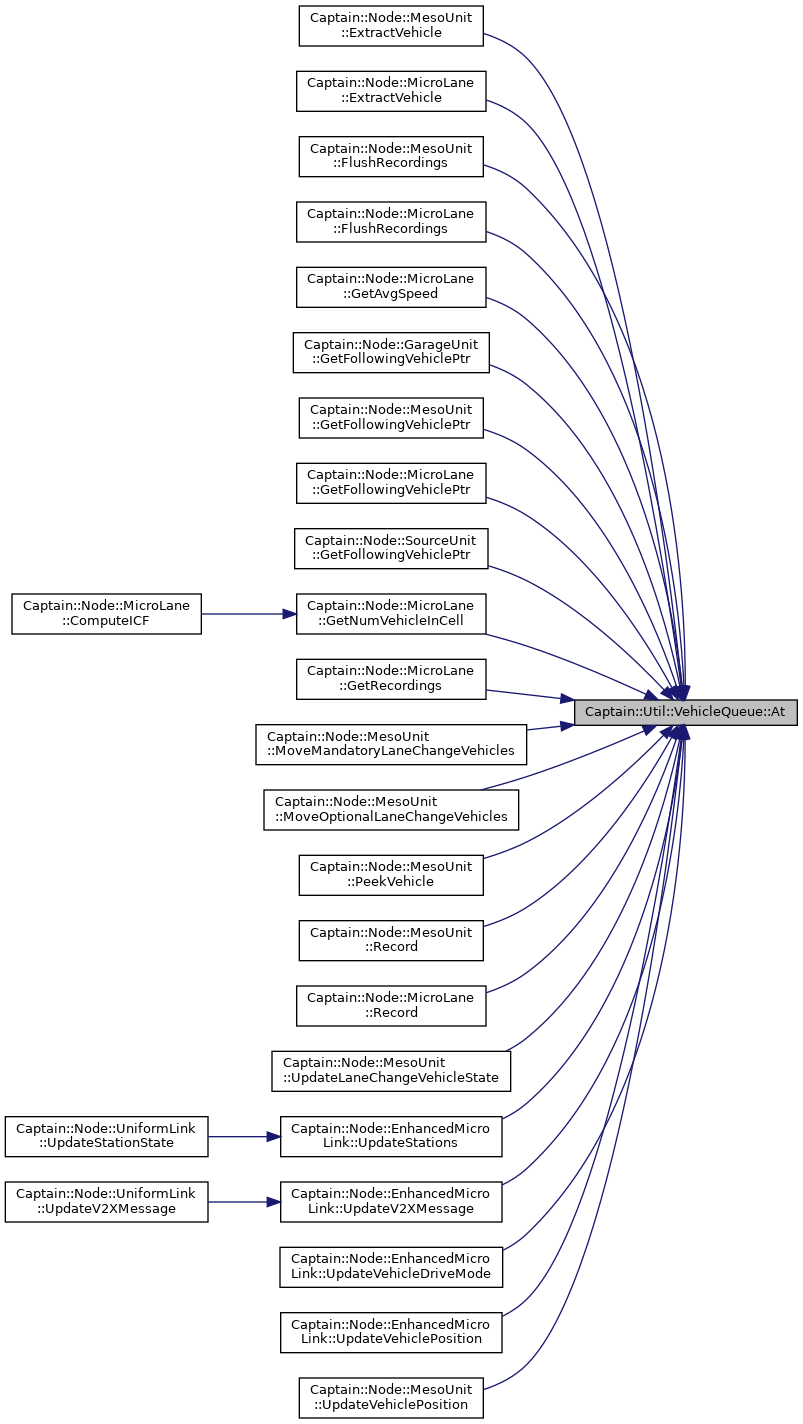 Captain::Node::MesoUnit
::ExtractVehicle
Captain::Node::MicroLane
::ExtractVehicle
Captain::Node::MesoUnit
::FlushRecordings
Captain::Node::MicroLane
::FlushRecordings
Captain::Node::MicroLane
::GetAvgSpeed
Captain::Node::GarageUnit
::GetFollowingVehiclePtr
Captain::Node::MesoUnit
::GetFollowingVehiclePtr
Captain::Node::MicroLane
::GetFollowingVehiclePtr
Captain::Node::SourceUnit
::GetFollowingVehiclePtr
Captain::Node::MicroLane
::ComputeICF
Captain::Node::MicroLane
::GetNumVehicleInCell
Captain::Node::MicroLane
::GetRecordings
Captain::Util::VehicleQueue::At
Captain::Node::MesoUnit
::MoveMandatoryLaneChangeVehicles
Captain::Node::MesoUnit
::MoveOptionalLaneChangeVehicles
Captain::Node::MesoUnit
::PeekVehicle
Captain::Node::MesoUnit
::Record
Captain::Node::MicroLane
::Record
Captain::Node::MesoUnit
::UpdateLaneChangeVehicleState
Captain::Node::UniformLink
::UpdateStationState
Captain::Node::EnhancedMicro
Link::UpdateStations
Captain::Node::UniformLink
::UpdateV2XMessage
Captain::Node::EnhancedMicro
Link::UpdateV2XMessage
Captain::Node::EnhancedMicro
Link::UpdateVehicleDriveMode
Captain::Node::EnhancedMicro
Link::UpdateVehiclePosition
Captain::Node::MesoUnit
::UpdateVehiclePosition